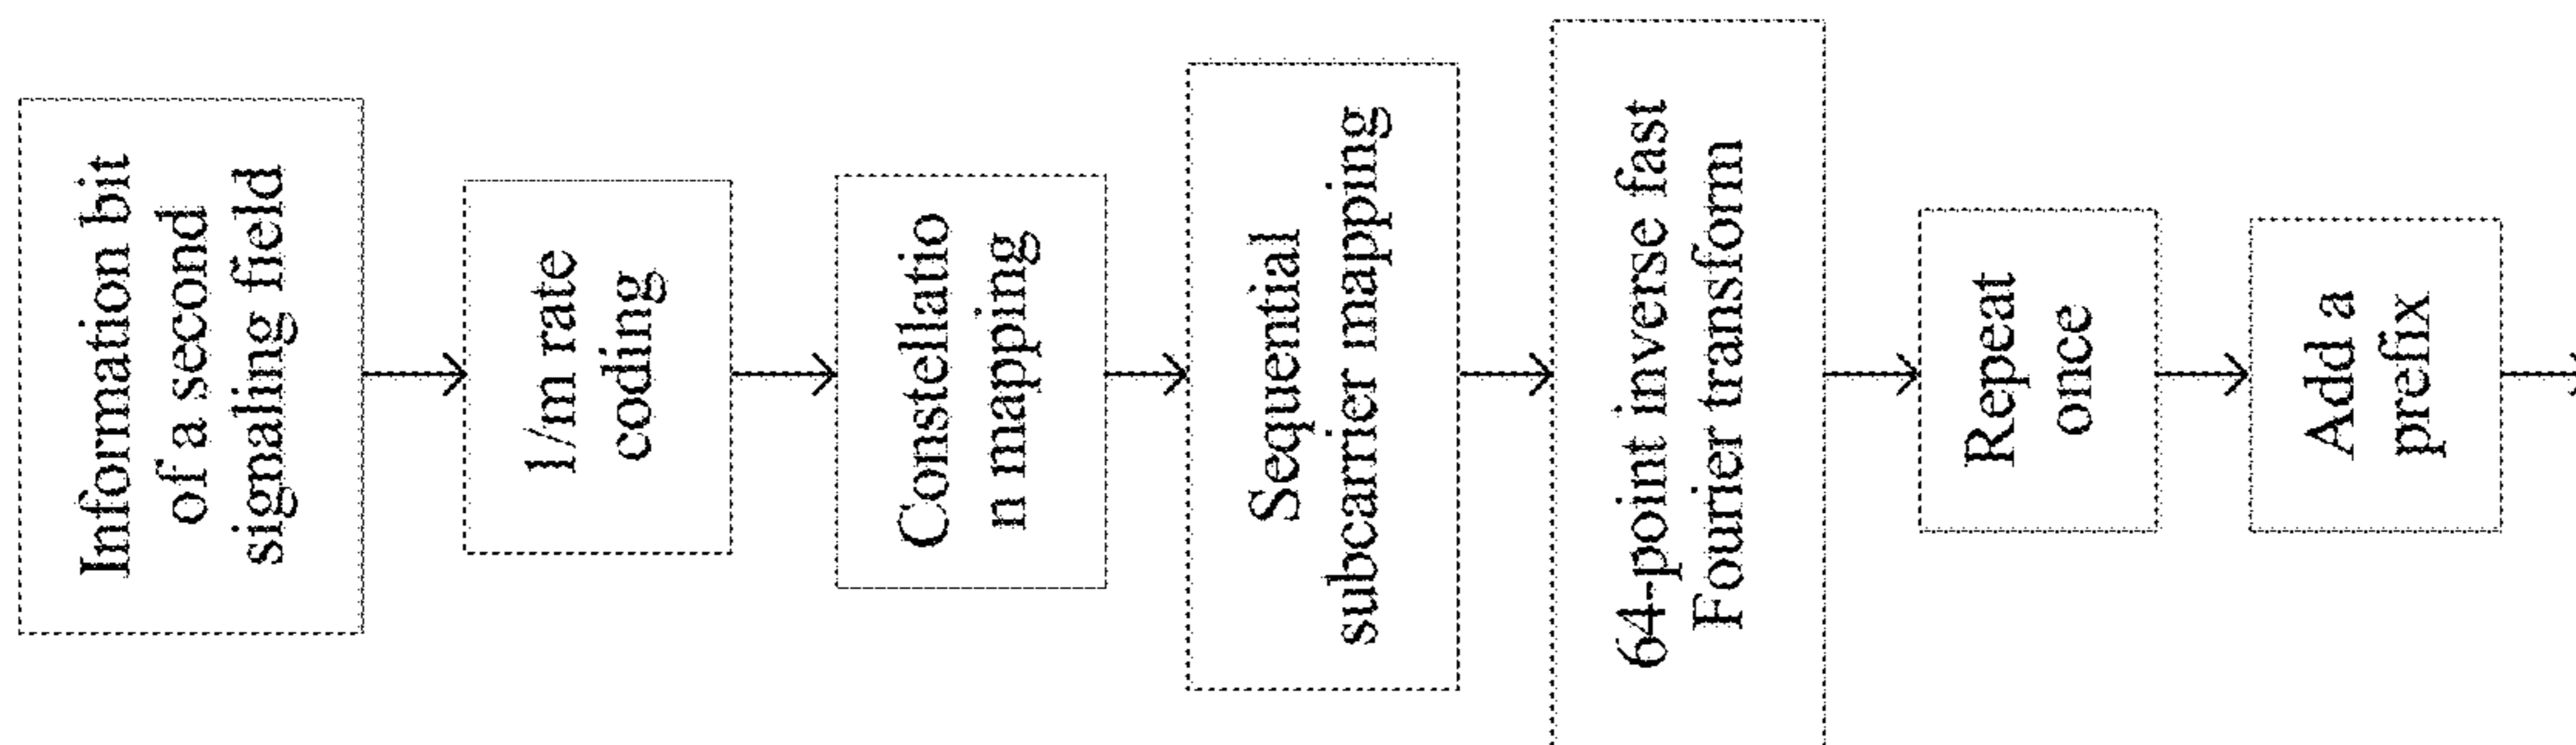 Information bit
of a second
signaling field
1/m rate
coding
Constellatio
n mapping
Sequential
subcarrier mapping
64-point inverse fast
Fourier transform
Repeat
once
Add a
prefix